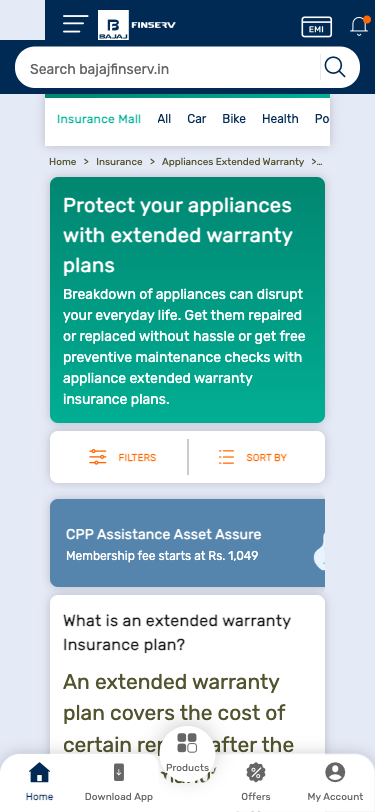 B
BAJAJ
FINSERV
EMI
Search bajajfinserv.in
Insurance Mall All Car Bike Health Po
Home > Insurance > Appliances Extended Warranty >...
Protect your appliances
with extended warranty
plans
Breakdown of appliances can disrupt
your everyday life. Get them repaired
or replaced without hassle or get free
preventive maintenance checks with
appliance extended warranty
insurance plans.
FILTERS
SORT BY
CPP Assistance Asset Assure
Membership fee starts at Rs. 1,049
What is an extended warranty
Insurance plan?
An extended warranty
plan covers the cost of
certain after the
Products
Home
Download App
Offers
My Account